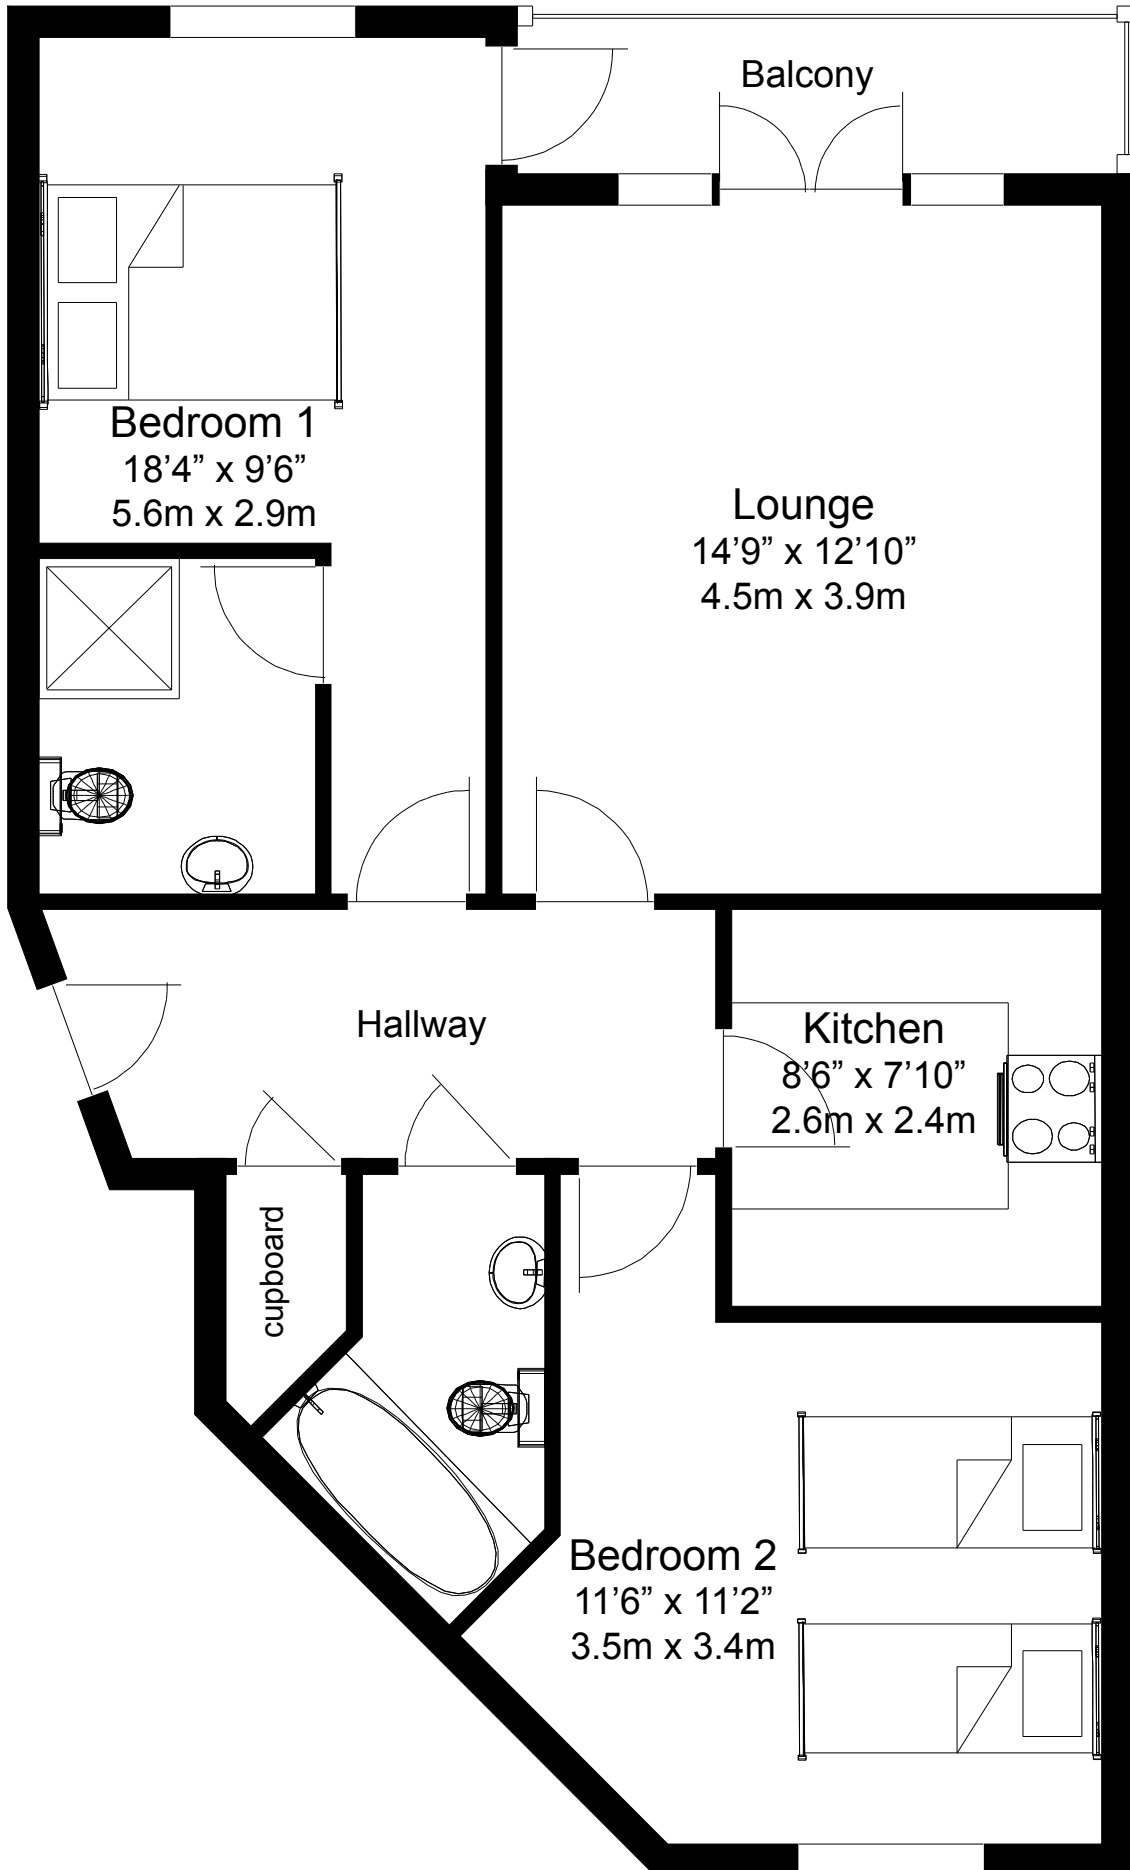 Balcony
Bedroom 1
18’4” x 9’6”
5.6m x 2.9m
Lounge
14’9” x 12’10”
4.5m x 3.9m
Hallway
Kitchen
8’6” x 7’10”
2.6m x 2.4m
cupboard
Bedroom 2
11’6” x 11’2”
3.5m x 3.4m